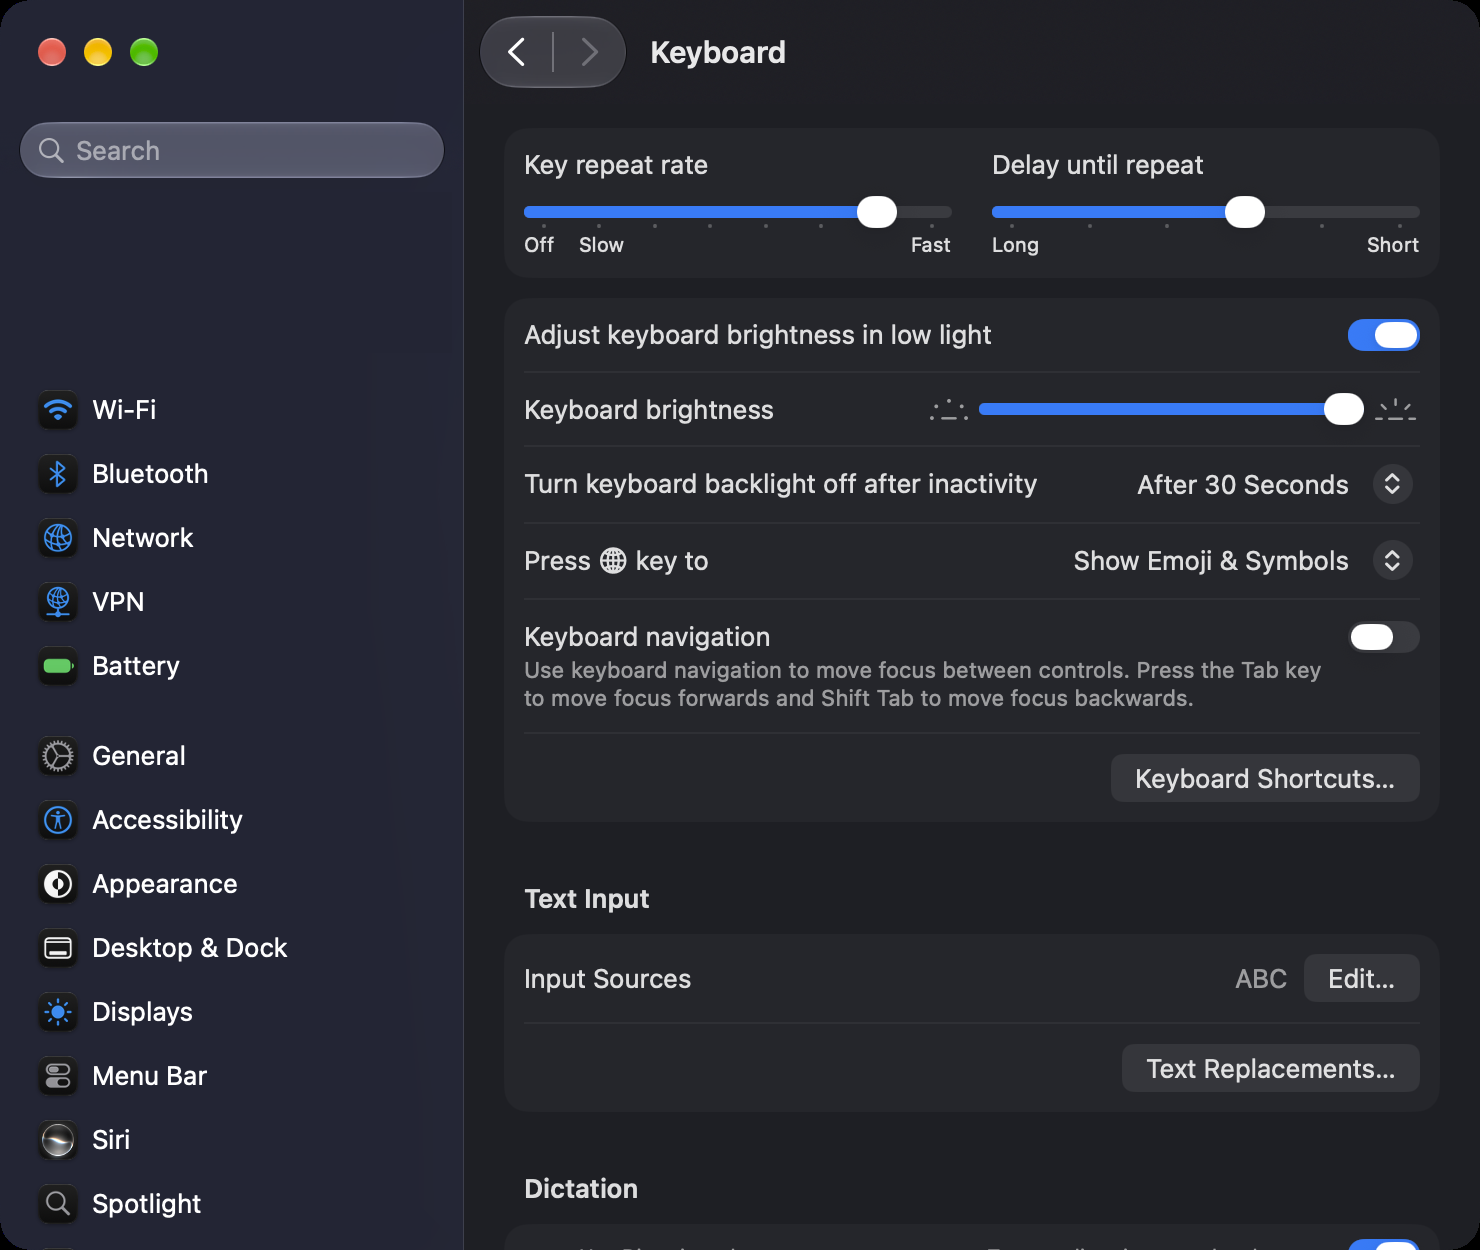 Search
Wi-Fi
Bluetooth
Network
VPN
Battery
General
Accessibility
Appearance
Desktop & Dock
Displays
Menu Bar
Siri
Spotlight
Keyboard
Key repeat rate
Off Slow Fast
Delay until repeat
Long Short
Adjust keyboard brightness in low light
Keyboard brightness
Turn keyboard backlight off after inactivity After 30 Seconds
Press key to Show Emoji & Symbols
Keyboard navigation
Use keyboard navigation to move focus between controls. Press the Tab key
to move focus forwards and Shift Tab to move focus backwards.
Keyboard Shortcuts...
Text Input
Input Sources ABC Edit...
Text Replacements...
Dictation